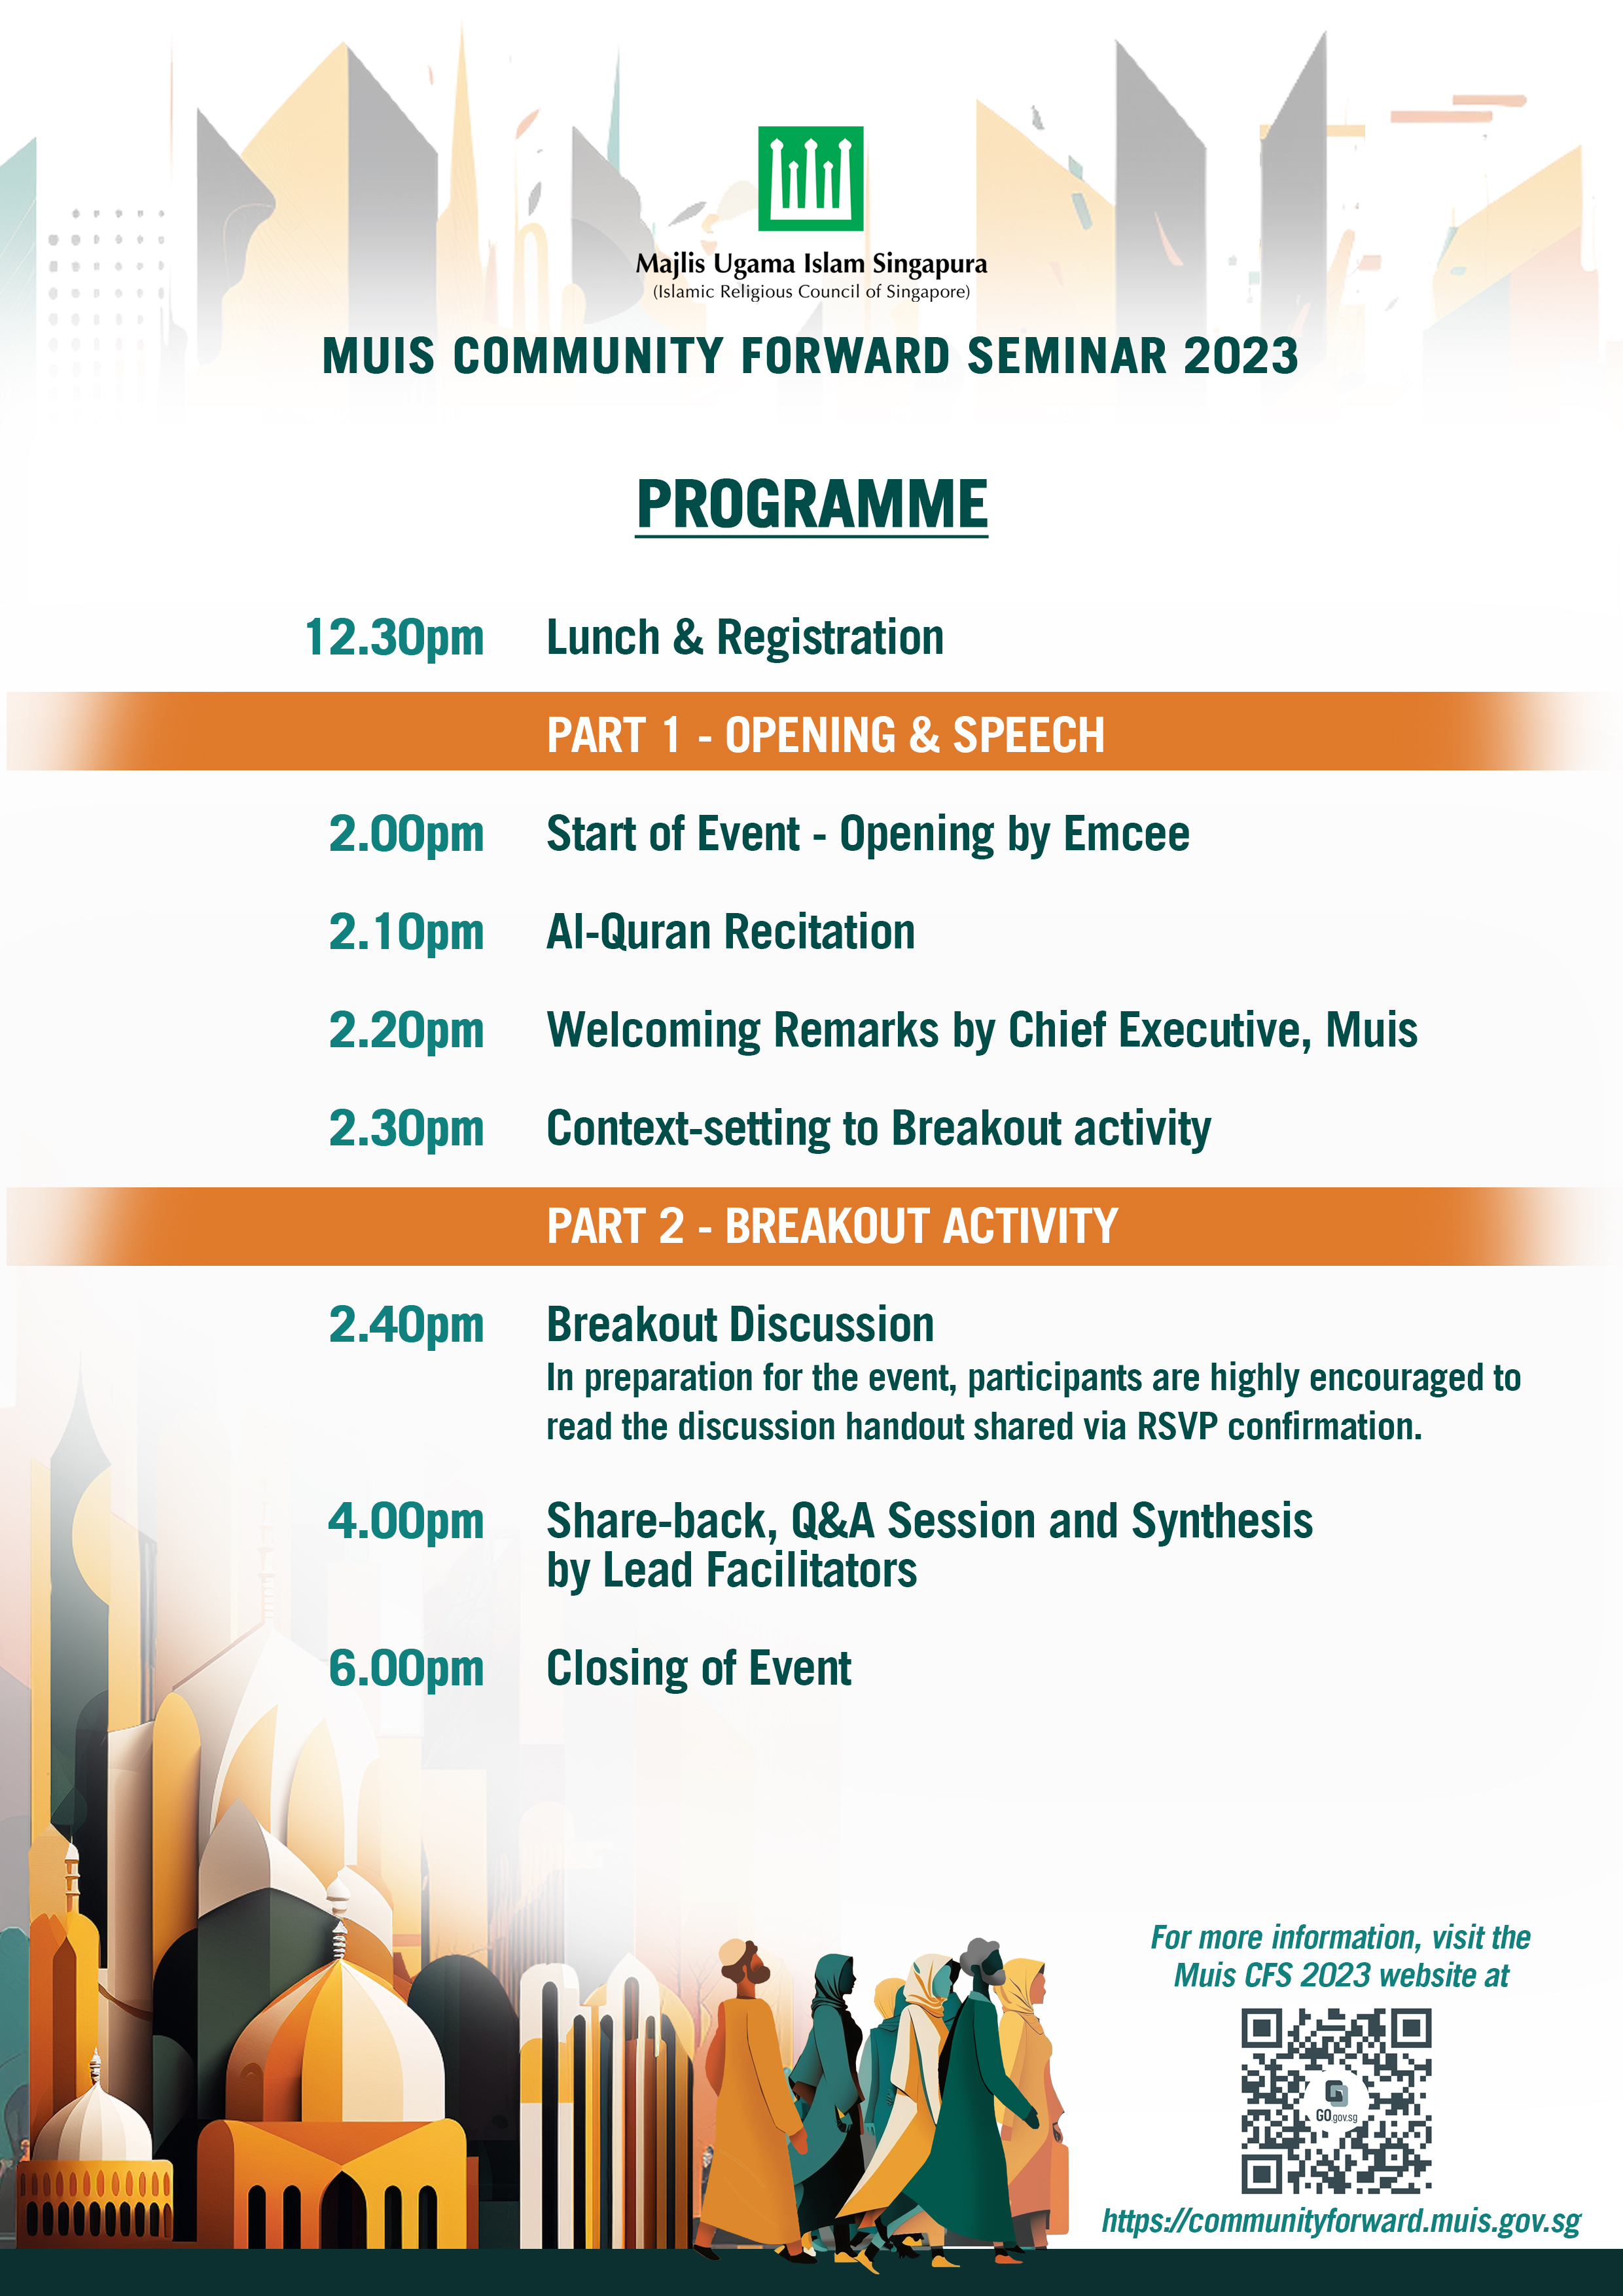 Majlis Ugama Islam Singapura
(Islamic Religious Council of Singapore)
MUIS COMMUNITY FORWARD SEMINAR 2023
PROGRAMME
12.30pm Lunch & Registration
PART 1 - OPENING & SPEECH
2.00pm Start of Event - Opening by Emcee
2.10pm Al-Quran Recitation
2.20pm Welcoming Remarks by Chief Executive, Muis
2.30pm Context-setting to Breakout activity
PART 2 - BREAKOUT ACTIVITY
2.40pm Breakout Discussion
In preparation for the event, participants are highly encouraged to
read the discussion handout shared via RSVP confirmation.
4.00pm Share-back, Q&A Session and Synthesis
by Lead Facilitators
6.00pm Closing of Event
For more information, visit the
Muis CFS 2023 website at
GO.gov.sg
https://communityforward.muis.gov.sg